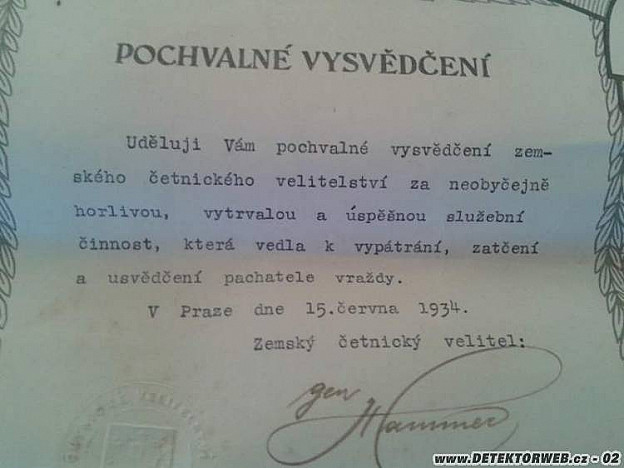 POCHVALNÉ VYSVĚDČENÍ
Uděluji Vám pochvalné vysvědčení zem-
ského četnického velitelství za neobyčejně
horlivou, vytrvalou a úspěšnou služební
činnost, která vedla k vypátrání, zatčení
a usvědčení pachatele vraždy.
V Praze dne 15.června 1934.
Zemský četnický velitel:
gen Hammer
www.DETEKTORWEB.cz - 02